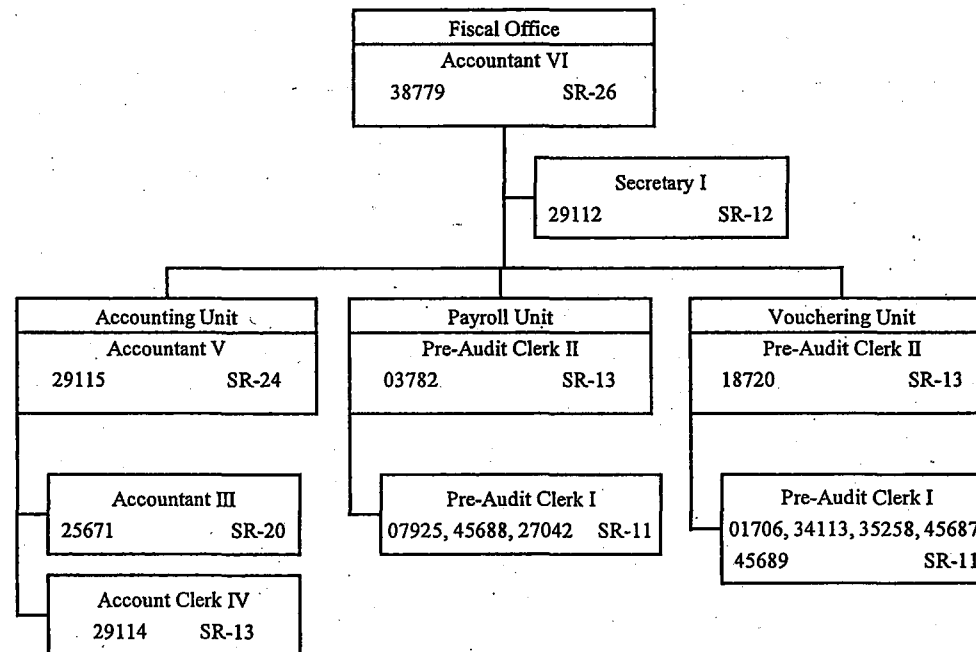 Fiscal Office
Accountant VI
38779 SR-26
Secretary I
29112 SR-12
Accounting Unit
Accountant V
29115 SR-24
Payroll Unit
Pre-Audit Clerk II
03782 SR-13
Vouchering Unit
Pre-Audit Clerk II
18720 SR-13
Accountant III
25671 SR-20
Account Clerk IV
29114 SR-13
Pre-Audit Clerk I
07925, 45688, 27042 SR-11
Pre-Audit Clerk I
01706, 34113, 35258, 45687
45689 SR-11